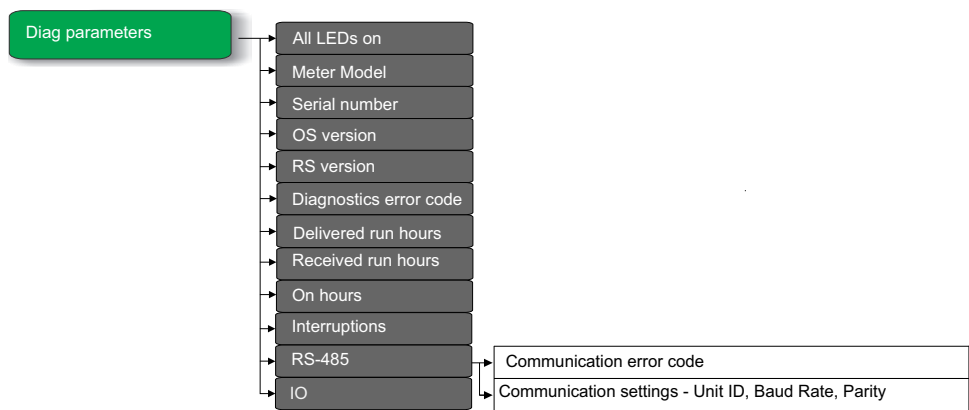 Diag parameters
All LEDs on
Meter Model
Serial number
OS version
RS version
Diagnostics error code
Delivered run hours
Received run hours
On hours
Interruptions
RS-485
Communication error code
IO
Communication settings - Unit ID, Baud Rate, Parity